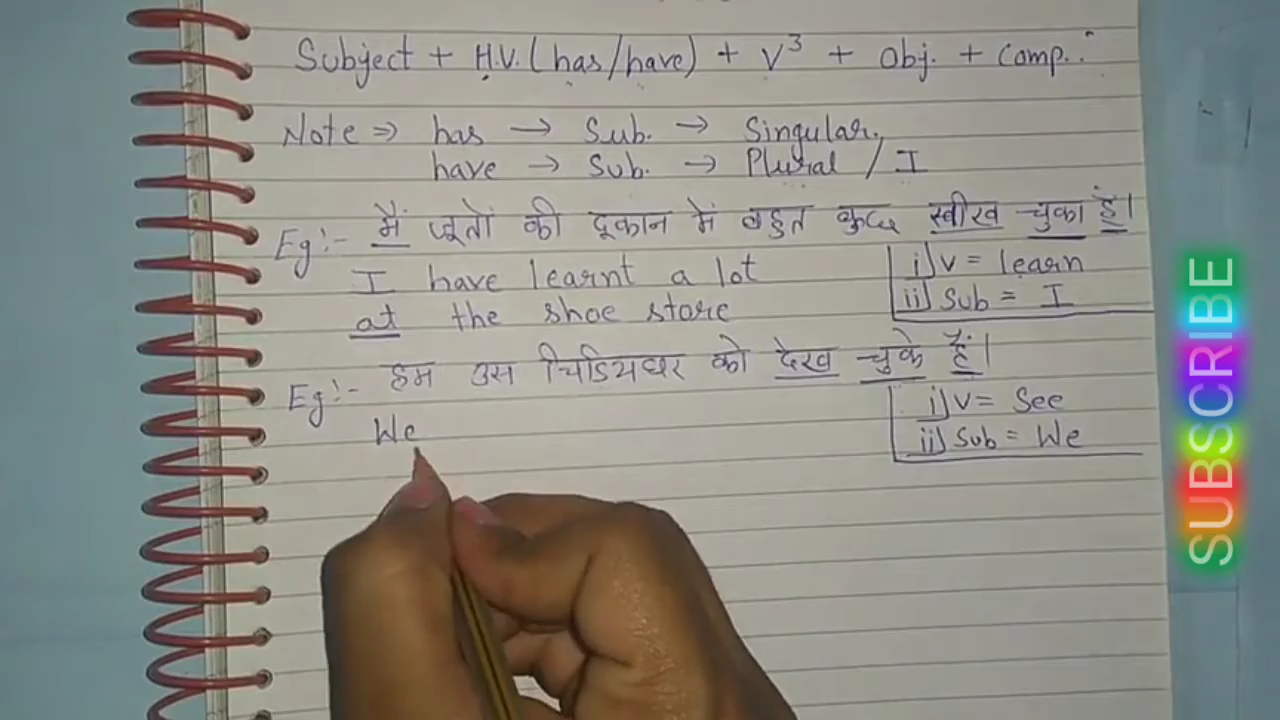 Subject + H.V. (has/have) + V³ + Obj. + Comp.
Note ⇒ has → Sub. → Singular.
have → Sub. → Plural / I
Eg:- मैं जूतों की दूकान में बहुत कुछ सीख चुका हूं।
I have learnt a lot
at the shoe store
i) V = learn
ii) Sub = I
Eg:- हम उस चिडियघर को देख चुके हैं।
We
i) V = See
ii) Sub = We
SUBSCRIBE